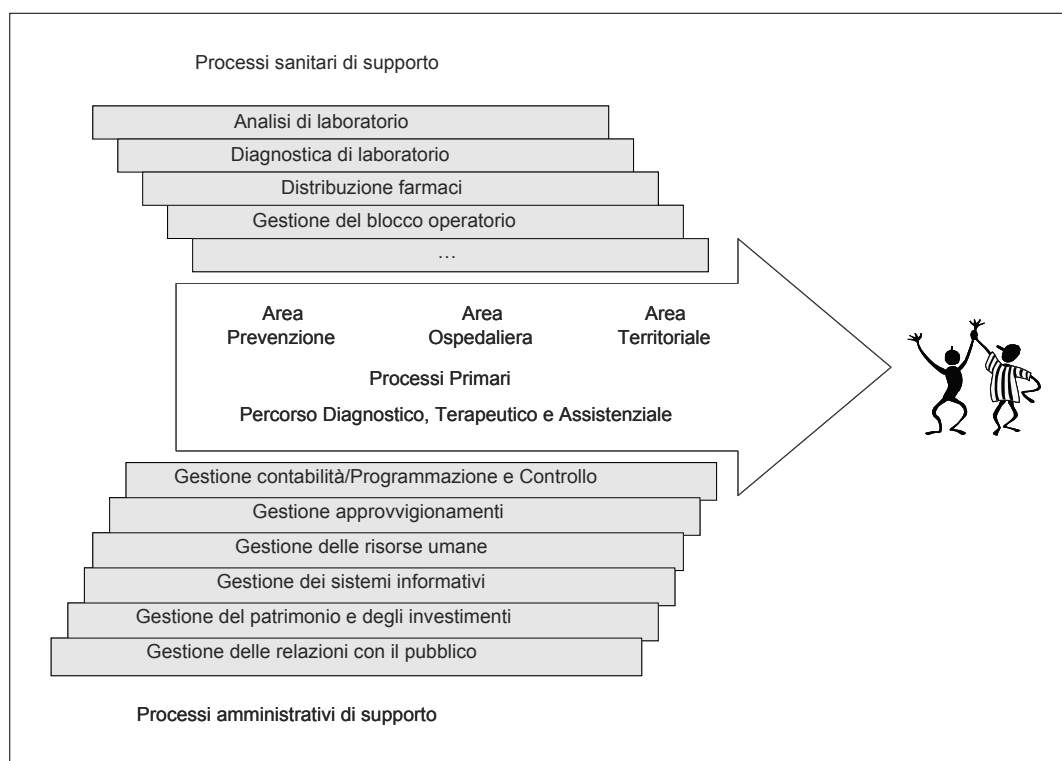 Processi sanitari di supporto
Analisi di laboratorio
Diagnostica di laboratorio
Distribuzione farmaci
Gestione del blocco operatorio
…
Area Prevenzione
Area Ospedaliera
Area Territoriale
Processi Primari
Percorso Diagnostico, Terapeutico e Assistenziale
Gestione contabilità/Programmazione e Controllo
Gestione approvvigionamenti
Gestione delle risorse umane
Gestione dei sistemi informativi
Gestione del patrimonio e degli investimenti
Gestione delle relazioni con il pubblico
Processi amministrativi di supporto